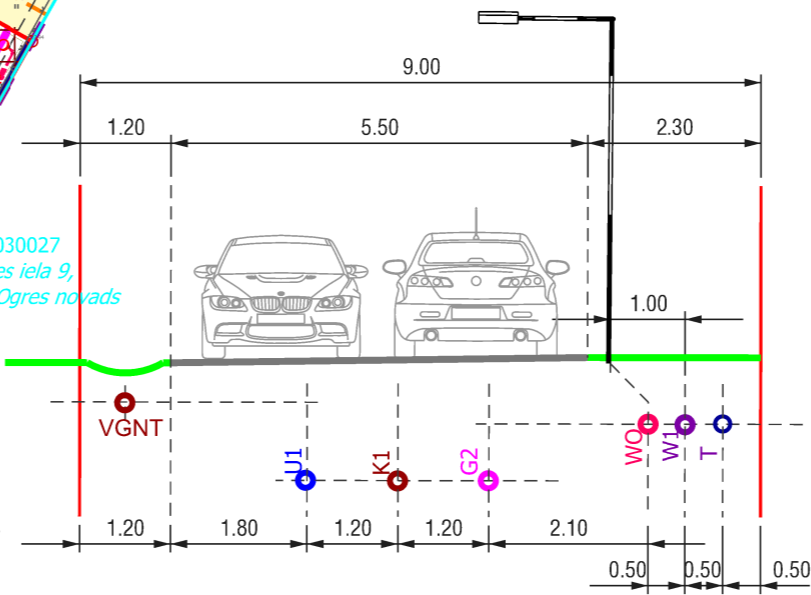 9.00
1.20 5.50 2.30
030027
es iela 9,
Ogres novads
1.00
VGNT
U1 K1 G2 WO W1 T
1.20 1.80 1.20 1.20 2.10
0.50 0.50 0.50